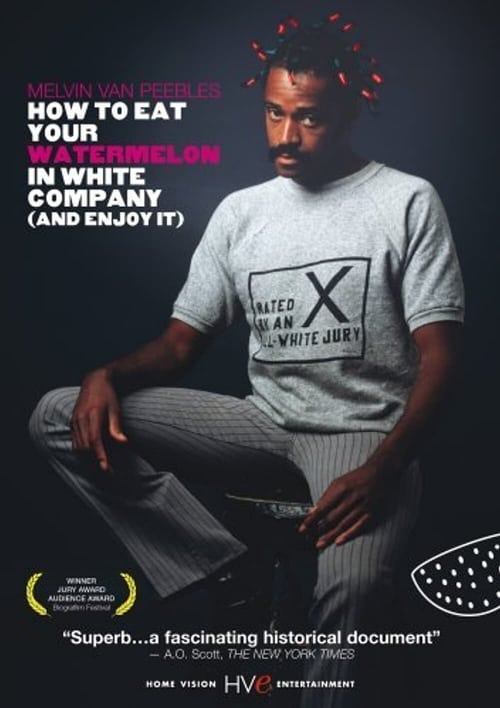 MELVIN VAN PEEBLES
HOW TO EAT
YOUR
WATERMELON
IN WHITE
COMPANY
(AND ENJOY IT)
RATED X
BY AN
ALL-WHITE JURY
WINNER
JURY AWARD
AUDIENCE AWARD
Biografilm Festival
“Superb...a fascinating historical document”
— A.O. Scott, THE NEW YORK TIMES
HOME VISION HVe ENTERTAINMENT